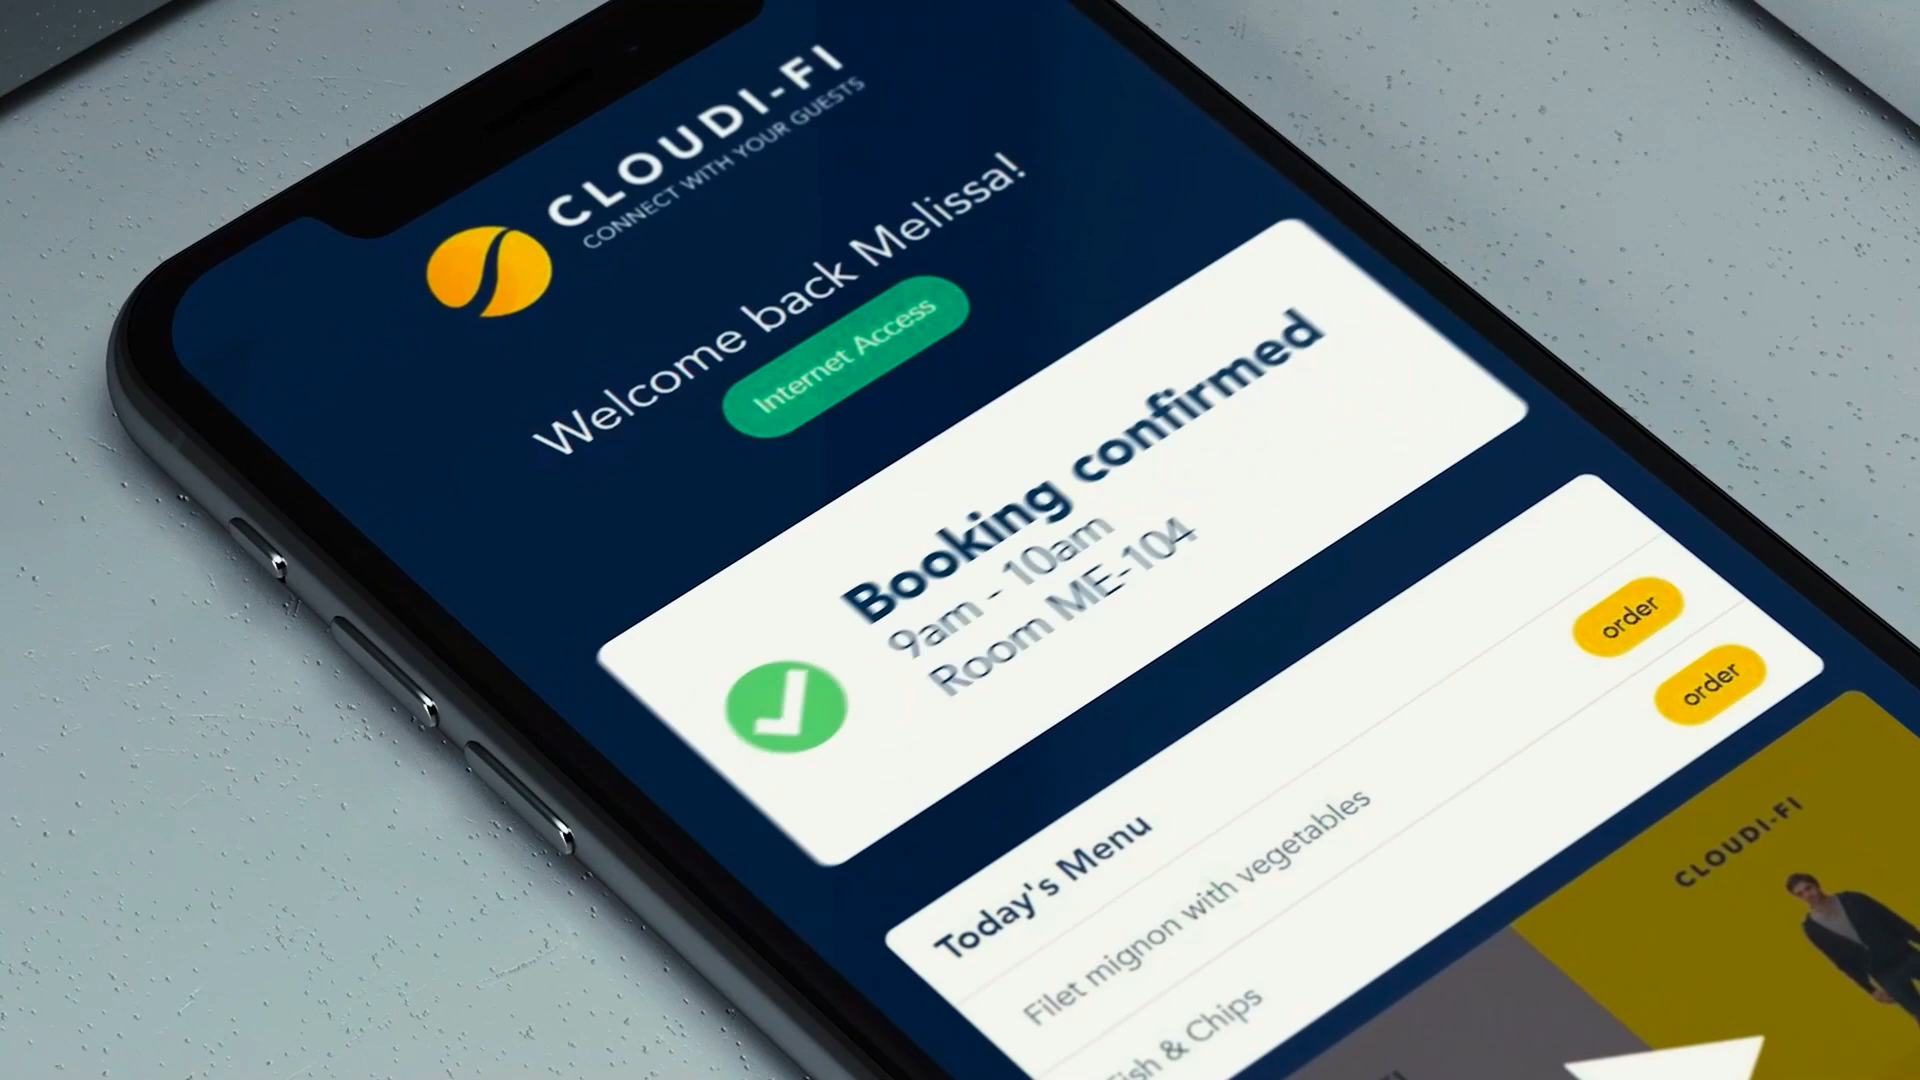 CLOUDI-FI
CONNECT WITH YOUR GUESTS
Welcome back Melissa!
Internet Access
Booking confirmed
9am - 10am
Room ME-104
Today's Menu
Filet mignon with vegetables
order
& Chips
order
CLOUDI-FI